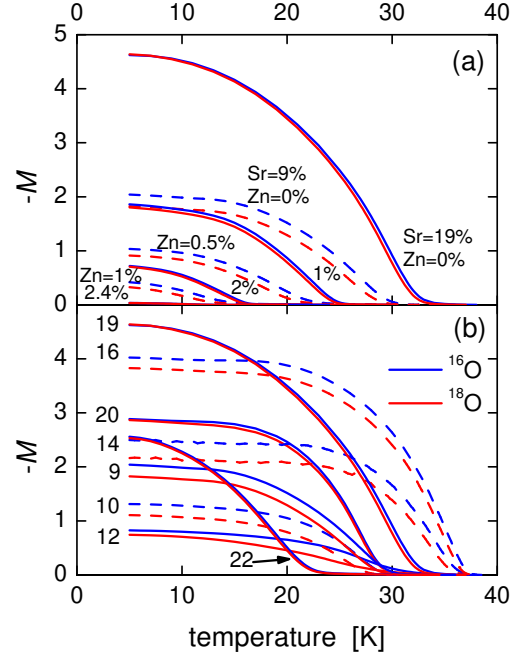 0 10 20 30 40
5
(a)
4
3
-M
Sr=9%
Zn=0%
2
Zn=0.5%
Sr=19%
Zn=0%
1
Zn=1%
2.4%
2%
1%
0
19
(b)
4
16
¹⁶O
¹⁸O
3
-M
20
14
2
9
10
1
12
22
0
0 10 20 30 40
temperature [K]